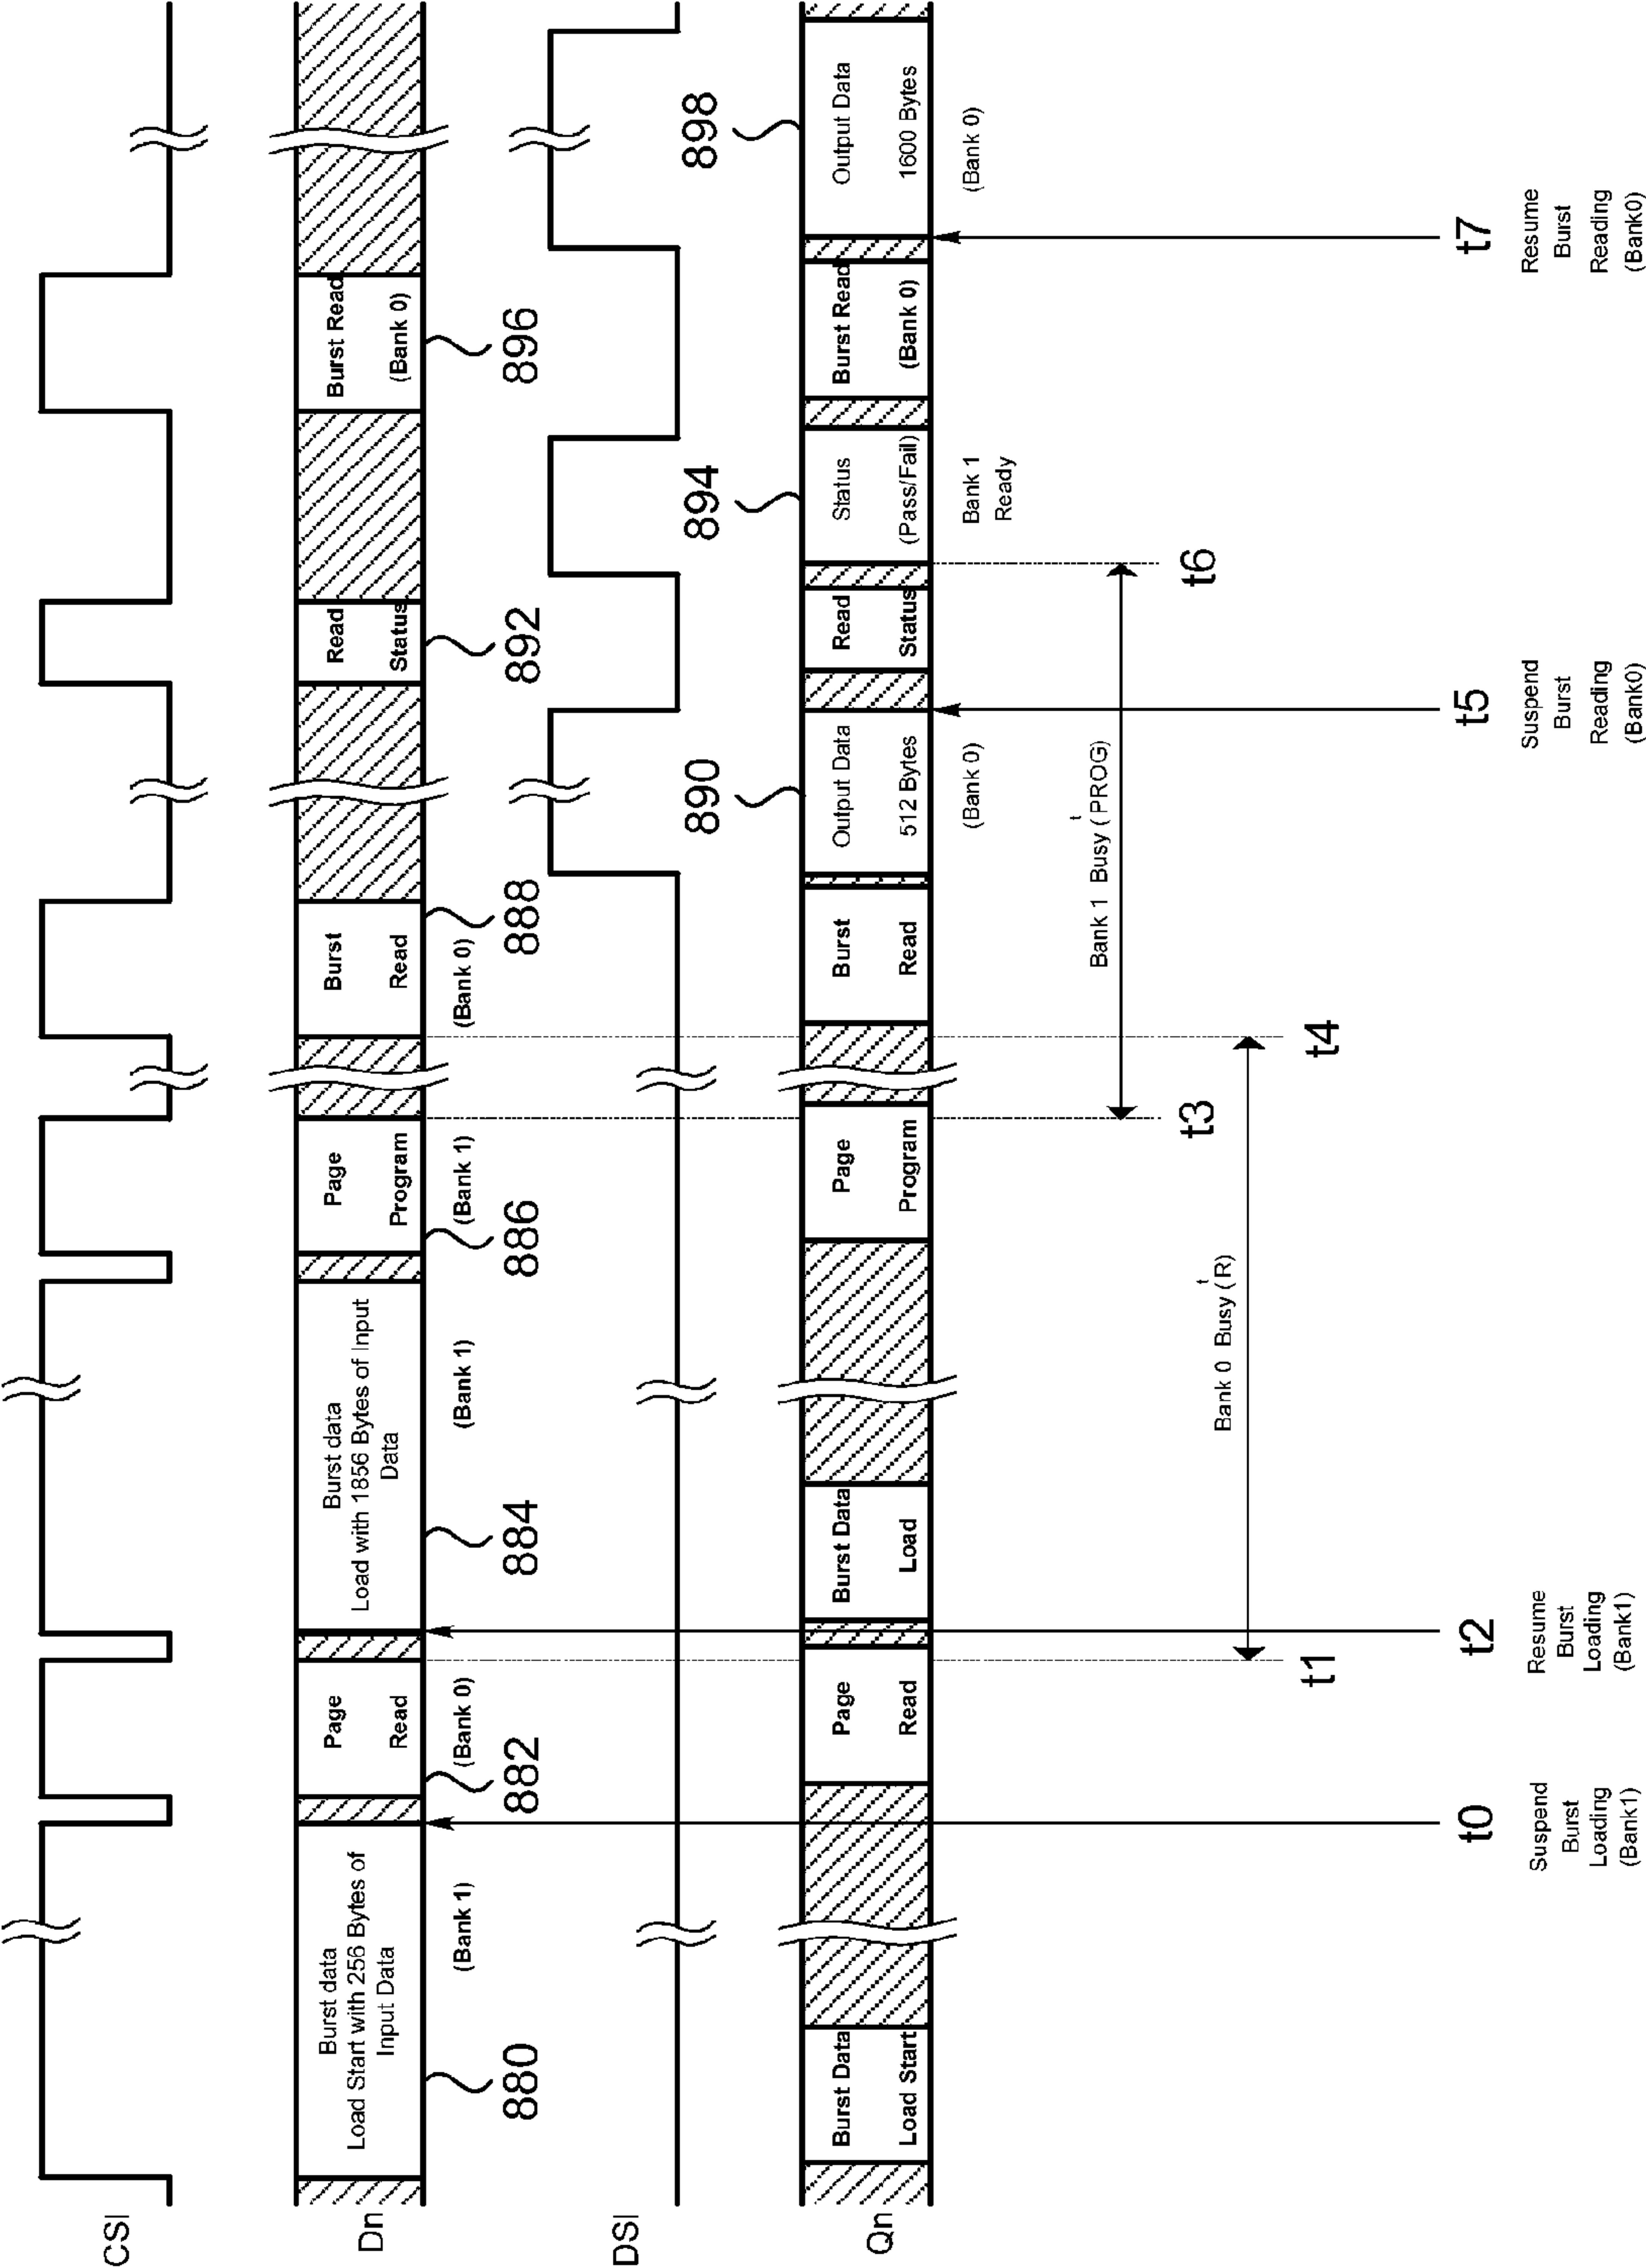 CSI
Dn
Burst data
Load Start with 256 Bytes of
Input Data
(Bank 1)
880
Page
Read
(Bank 0)
882
Burst data
Load with 1856 Bytes of Input
Data
(Bank 1)
884
Page
Program
(Bank 1)
886
Burst
Read
(Bank 0)
888
Read
Status
892
Burst Read
(Bank 0)
896
DSI
Qn
Burst Data
Load Start
Page
Read
Burst Data
Load
Page
Program
Burst
Read
Output Data
512 Bytes
(Bank 0)
890
Read
Status
Status
(Pass/Fail)
Bank 1
Ready
894
Burst Read
(Bank 0)
Output Data
1600 Bytes
(Bank 0)
898
Bank 1 Busy (tPROG)
Bank 0 Busy (tR)
t3
t6
t1
t4
t0
Suspend
Burst
Loading
(Bank1)
t2
Resume
Burst
Loading
(Bank1)
t5
Suspend
Burst
Reading
(Bank0)
t7
Resume
Burst
Reading
(Bank0)